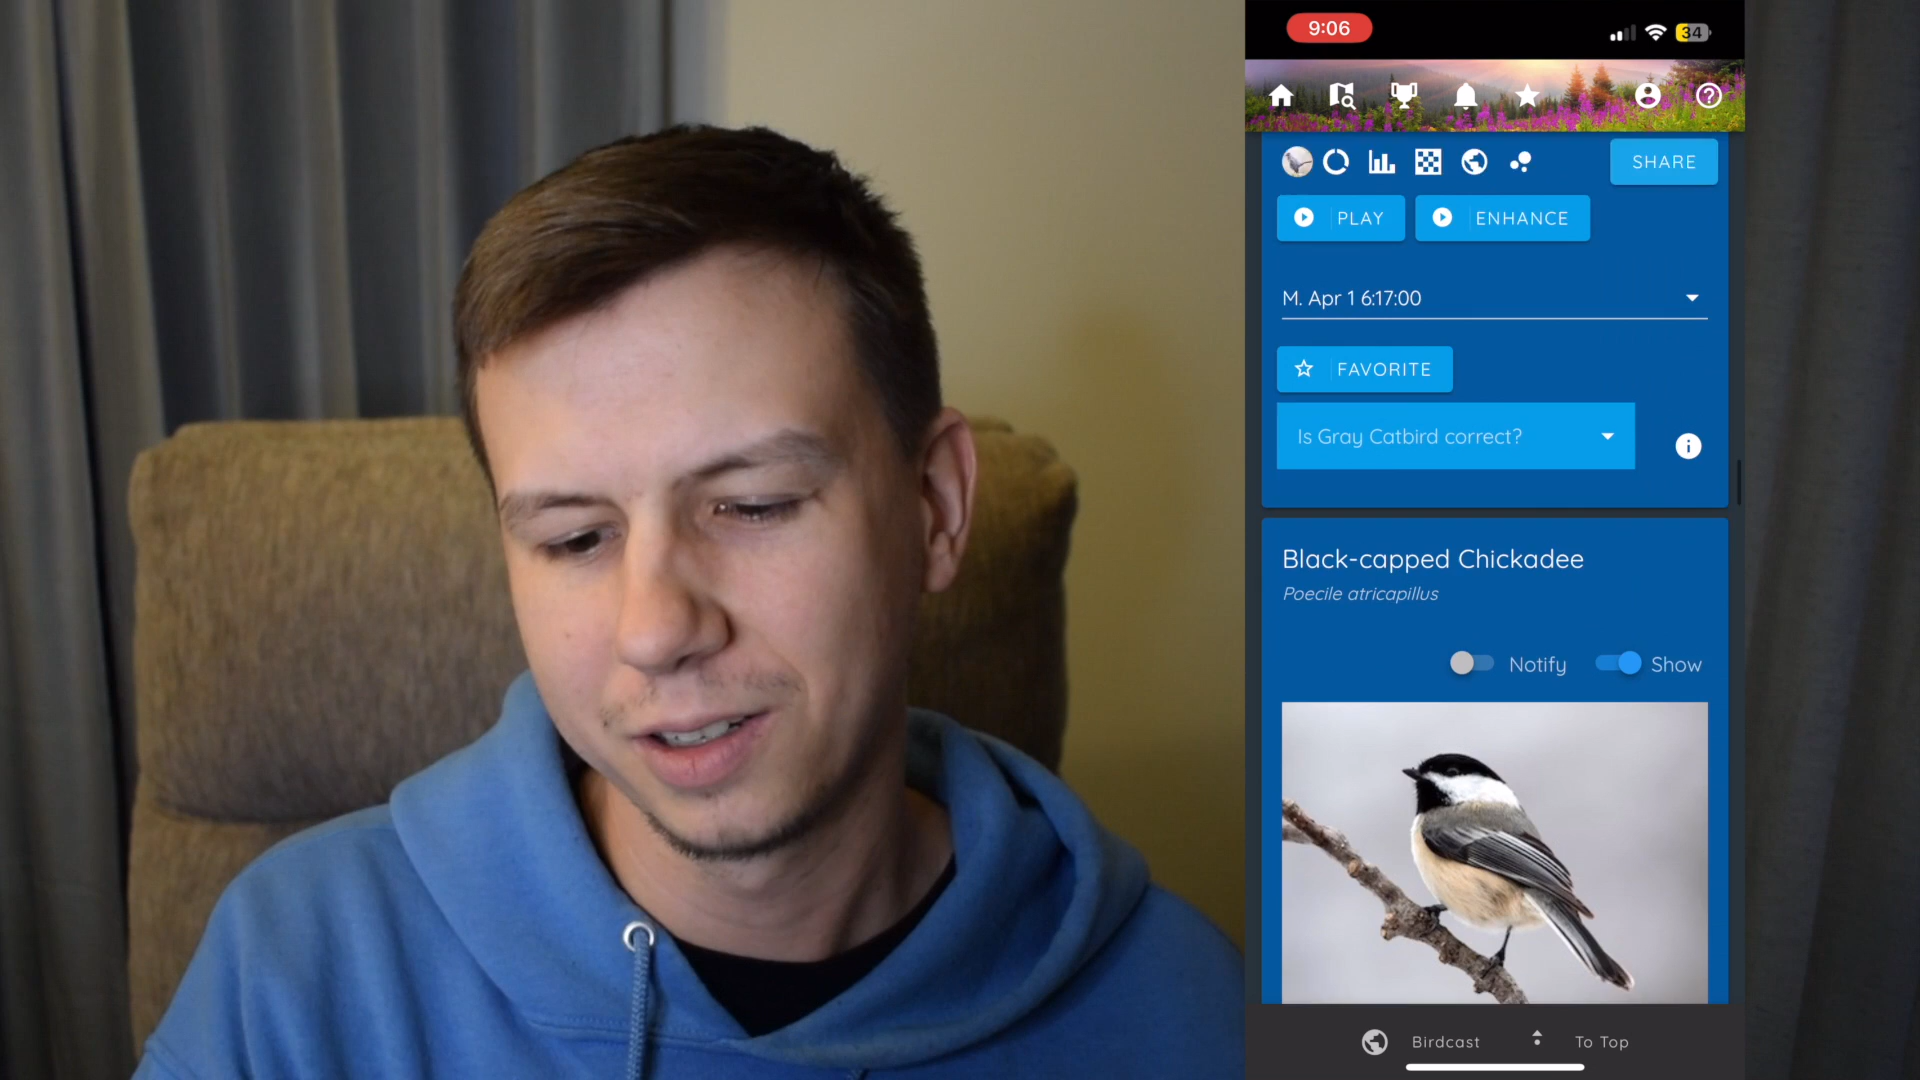 9:06
34
SHARE
PLAY
ENHANCE
M. Apr 1 6:17:00
FAVORITE
Is Gray Catbird correct?
Black-capped Chickadee
Poecile atricapillus
Notify
Show
Birdcast
To Top